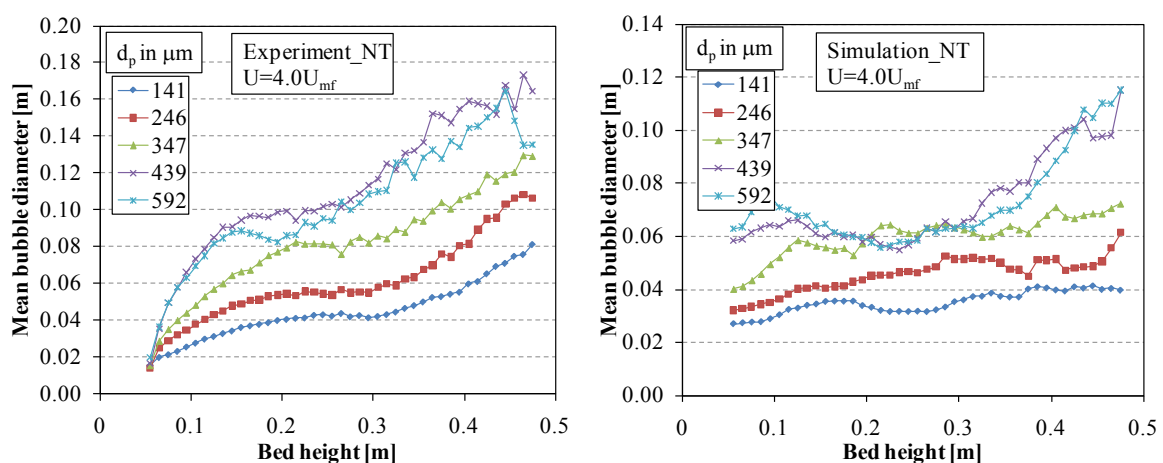 0.20
0.18
0.16
0.14
0.12
0.10
0.08
0.06
0.04
0.02
0.00
Mean bubble diameter [m]
dp in μm
141
246
347
439
592
Experiment_NT
U=4.0Umf
0 0.1 0.2 0.3 0.4 0.5
Bed height [m]
0.14
0.12
0.10
0.08
0.06
0.04
0.02
0.00
Mean bubble diameter [m]
dp in μm
141
246
347
439
592
Simulation_NT
U=4.0Umf
0 0.1 0.2 0.3 0.4 0.5
Bed height [m]